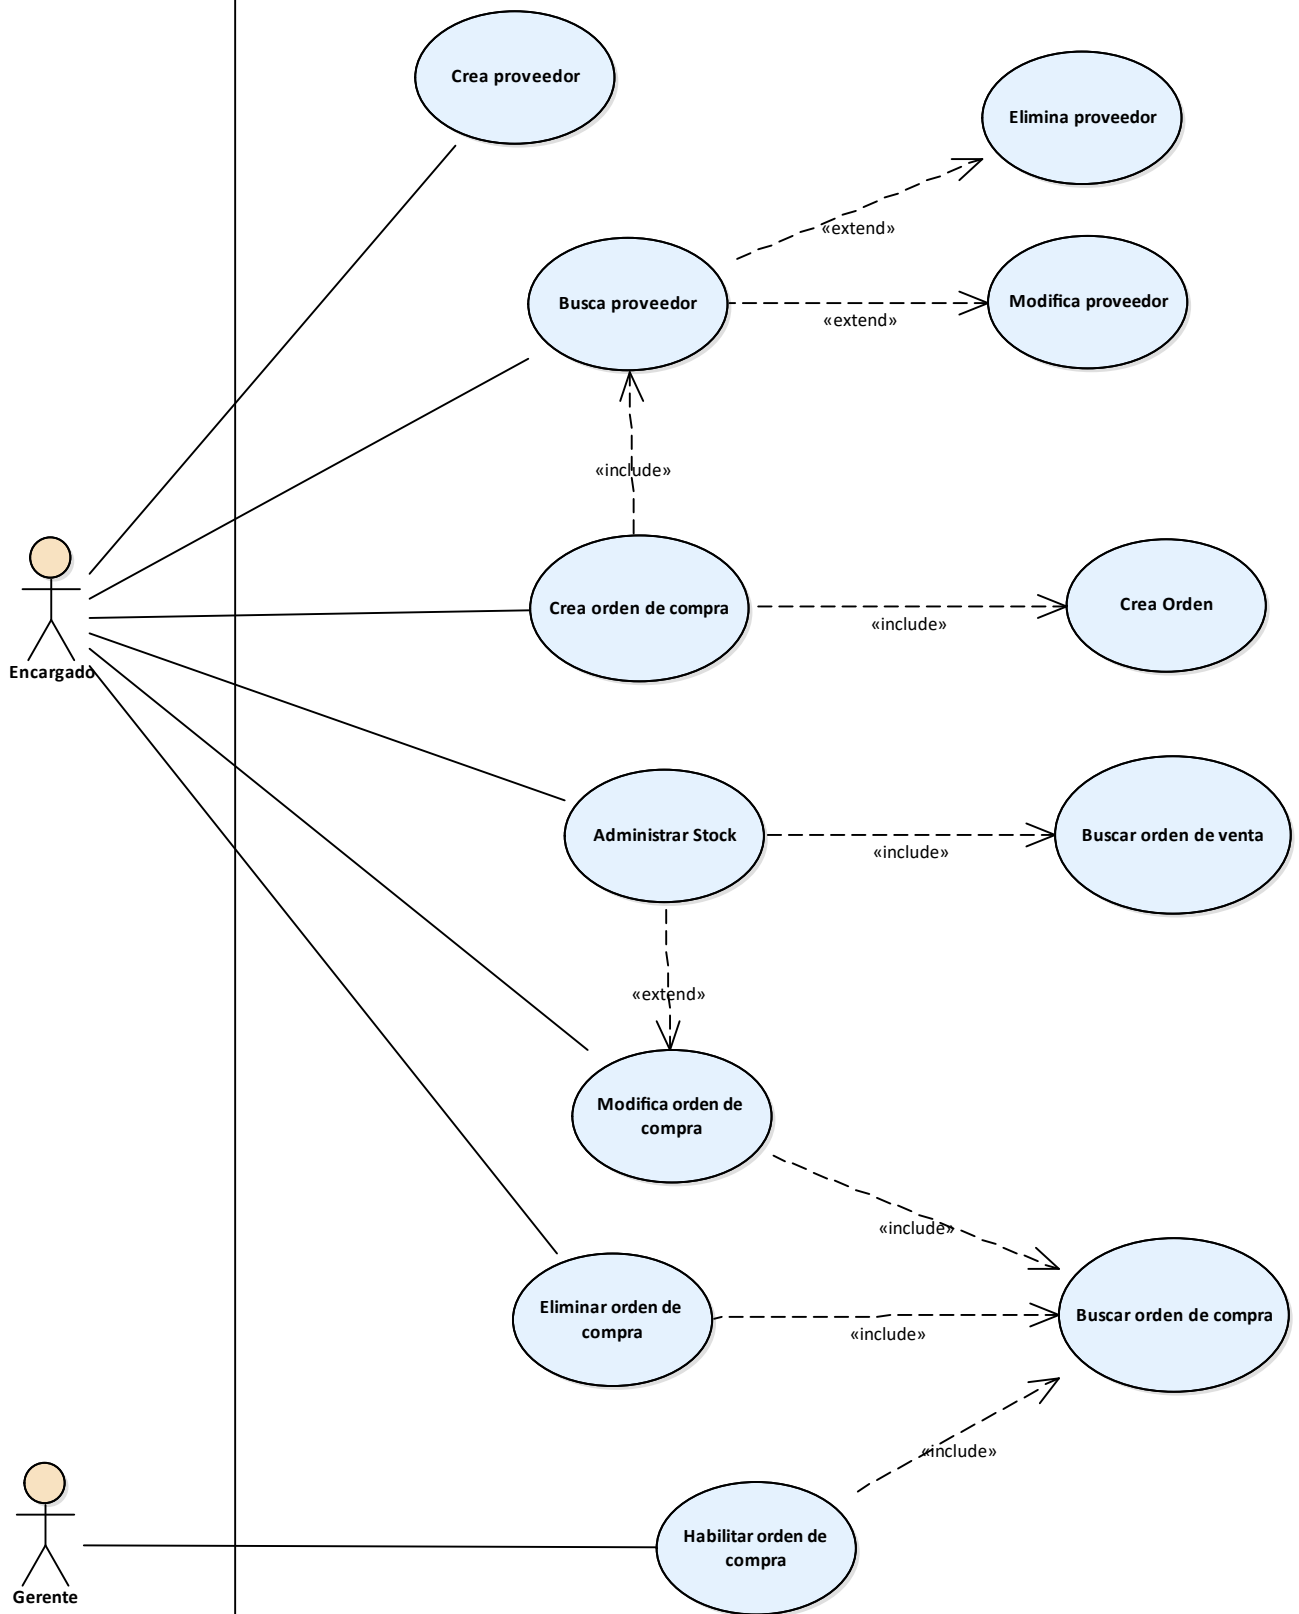 Crea proveedor
Elimina proveedor
«extend»
Busca proveedor
Modifica proveedor
«extend»
«include»
Crea orden de compra
Crea Orden
«include»
Encargado
Administrar Stock
Buscar orden de venta
«include»
«extend»
Modifica orden de
compra
«include»
Eliminar orden de
compra
Buscar orden de compra
«include»
«include»
Habilitar orden de
compra
Gerente